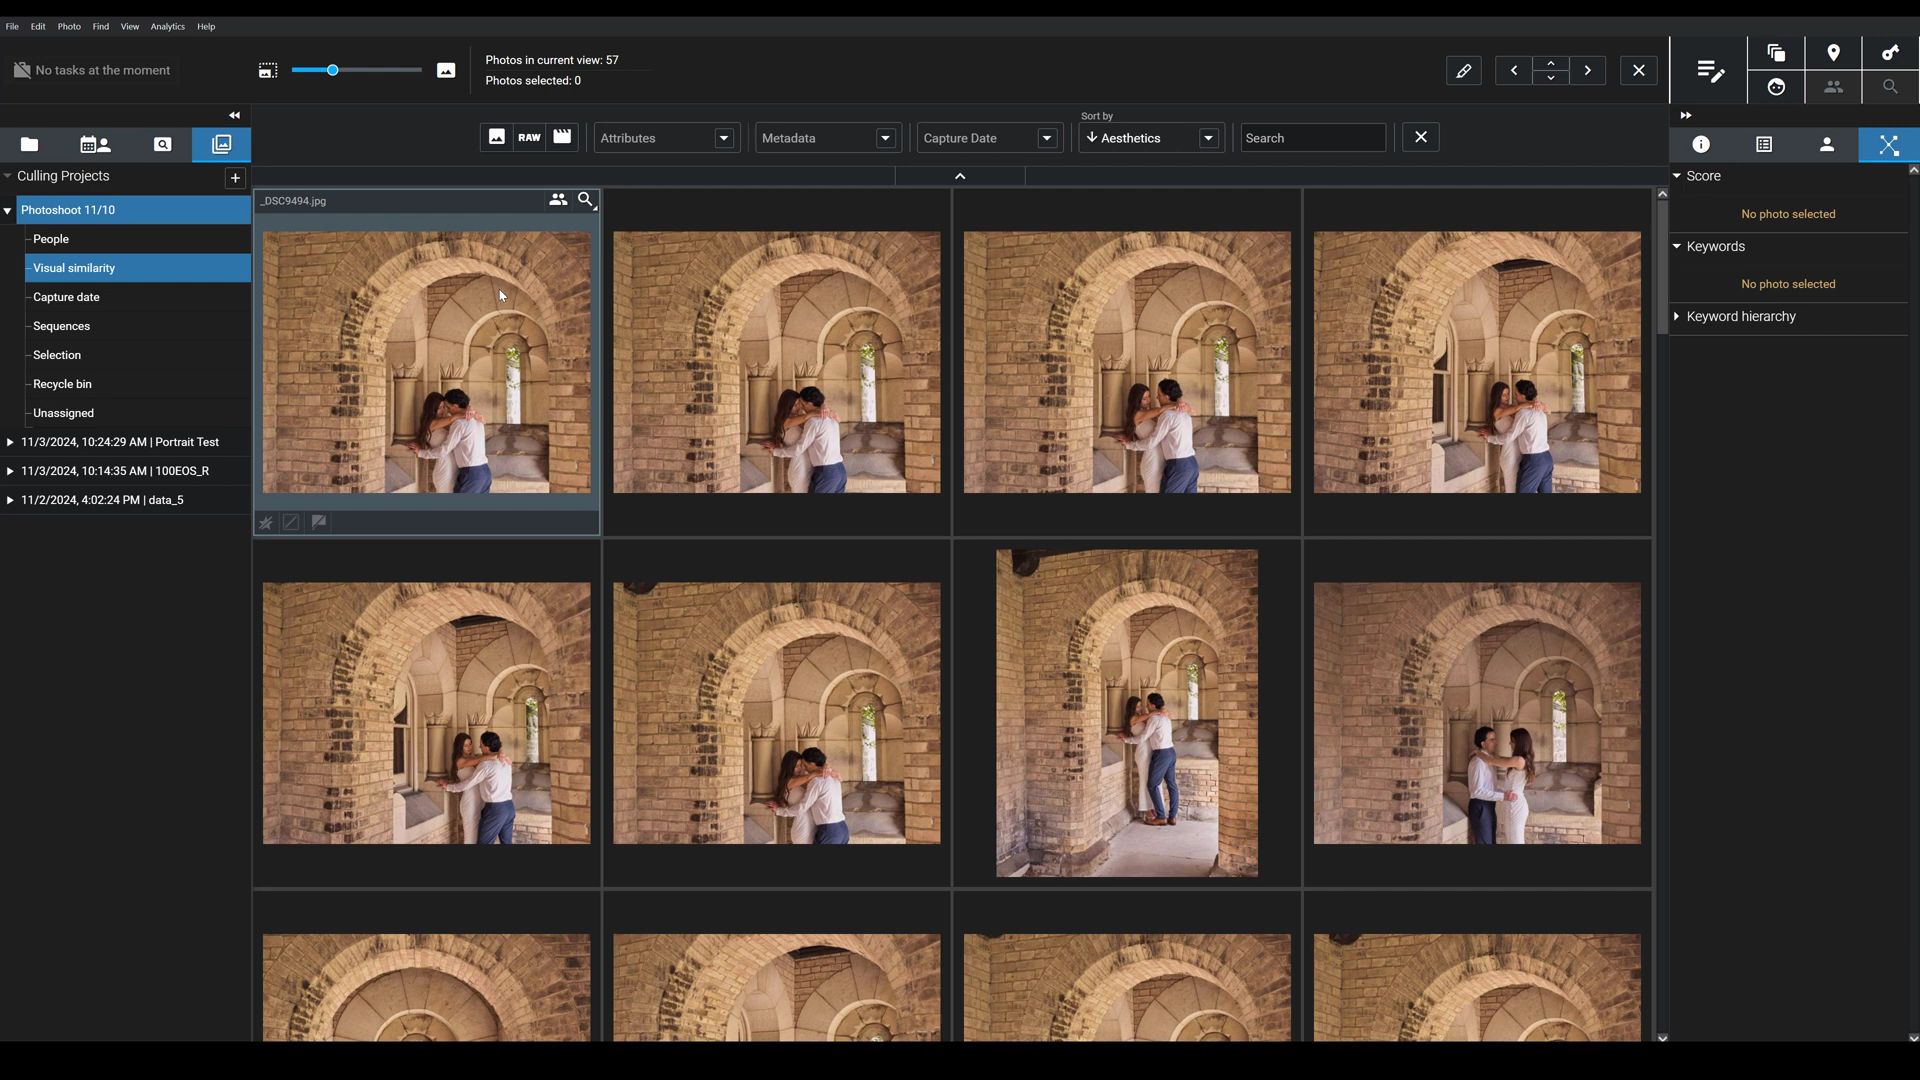 File Edit Photo Find View Analytics Help
No tasks at the moment
Photos in current view: 57
Photos selected: 0
RAW
Attributes
Metadata
Capture Date
Sort by
Aesthetics
Search
Culling Projects
Photoshoot 11/10
People
Visual similarity
Capture date
Sequences
Selection
Recycle bin
Unassigned
11/3/2024, 10:24:29 AM | Portrait Test
11/3/2024, 10:14:35 AM | 100EOS_R
11/2/2024, 4:02:24 PM | data_5
_DSC9494.jpg
Score
No photo selected
Keywords
No photo selected
Keyword hierarchy